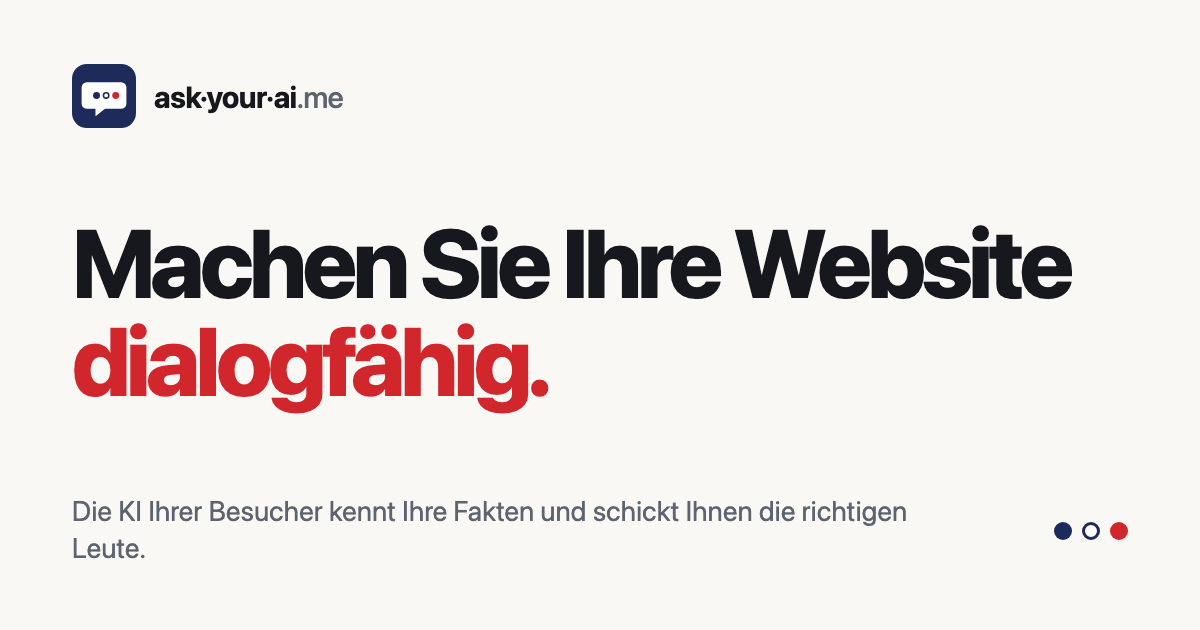 ask·your·ai.me
Machen Sie Ihre Website
dialogfähig.
Die KI Ihrer Besucher kennt Ihre Fakten und schickt Ihnen die richtigen
Leute.